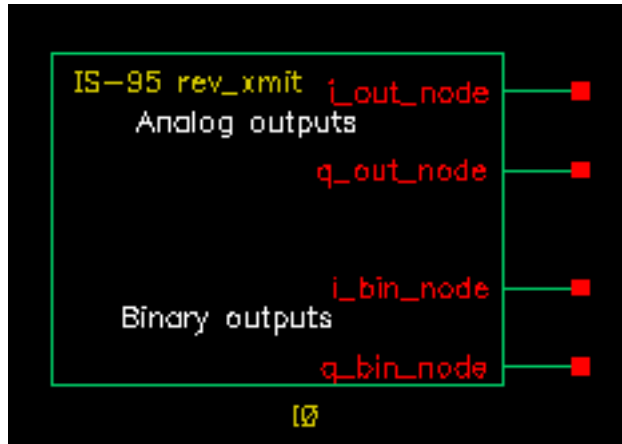 IS-95 rev_xmit
i_out_node
Analog outputs
q_out_node
i_bin_node
Binary outputs
q_bin_node
I0